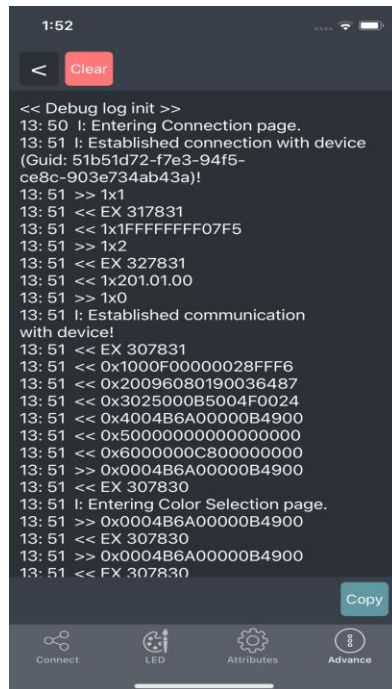 1:52
<
Clear
<< Debug log init >>
13: 50 I: Entering Connection page.
13: 51 I: Established connection with device
(Guid: 51b51d72-f7e3-94f5-
ce8c-903e734ab43a)!
13: 51 >> 1x1
13: 51 << EX 317831
13: 51 << 1x1FFFFFFFF07F5
13: 51 >> 1x2
13: 51 << EX 327831
13: 51 << 1x201.01.00
13: 51 >> 1x0
13: 51 I: Established communication
with device!
13: 51 << EX 307831
13: 51 << 0x1000F00000028FFF6
13: 51 << 0x20096080190036487
13: 51 << 0x3025000B5004F0024
13: 51 << 0x4004B6A00000B4900
13: 51 << 0x50000000000000000
13: 51 << 0x6000000C800000000
13: 51 >> 0x0004B6A00000B4900
13: 51 << EX 307830
13: 51 I: Entering Color Selection page.
13: 51 >> 0x0004B6A00000B4900
13: 51 << EX 307830
13: 51 >> 0x0004B6A00000B4900
13: 51 << EX 307830
Copy
Connect LED Attributes Advance